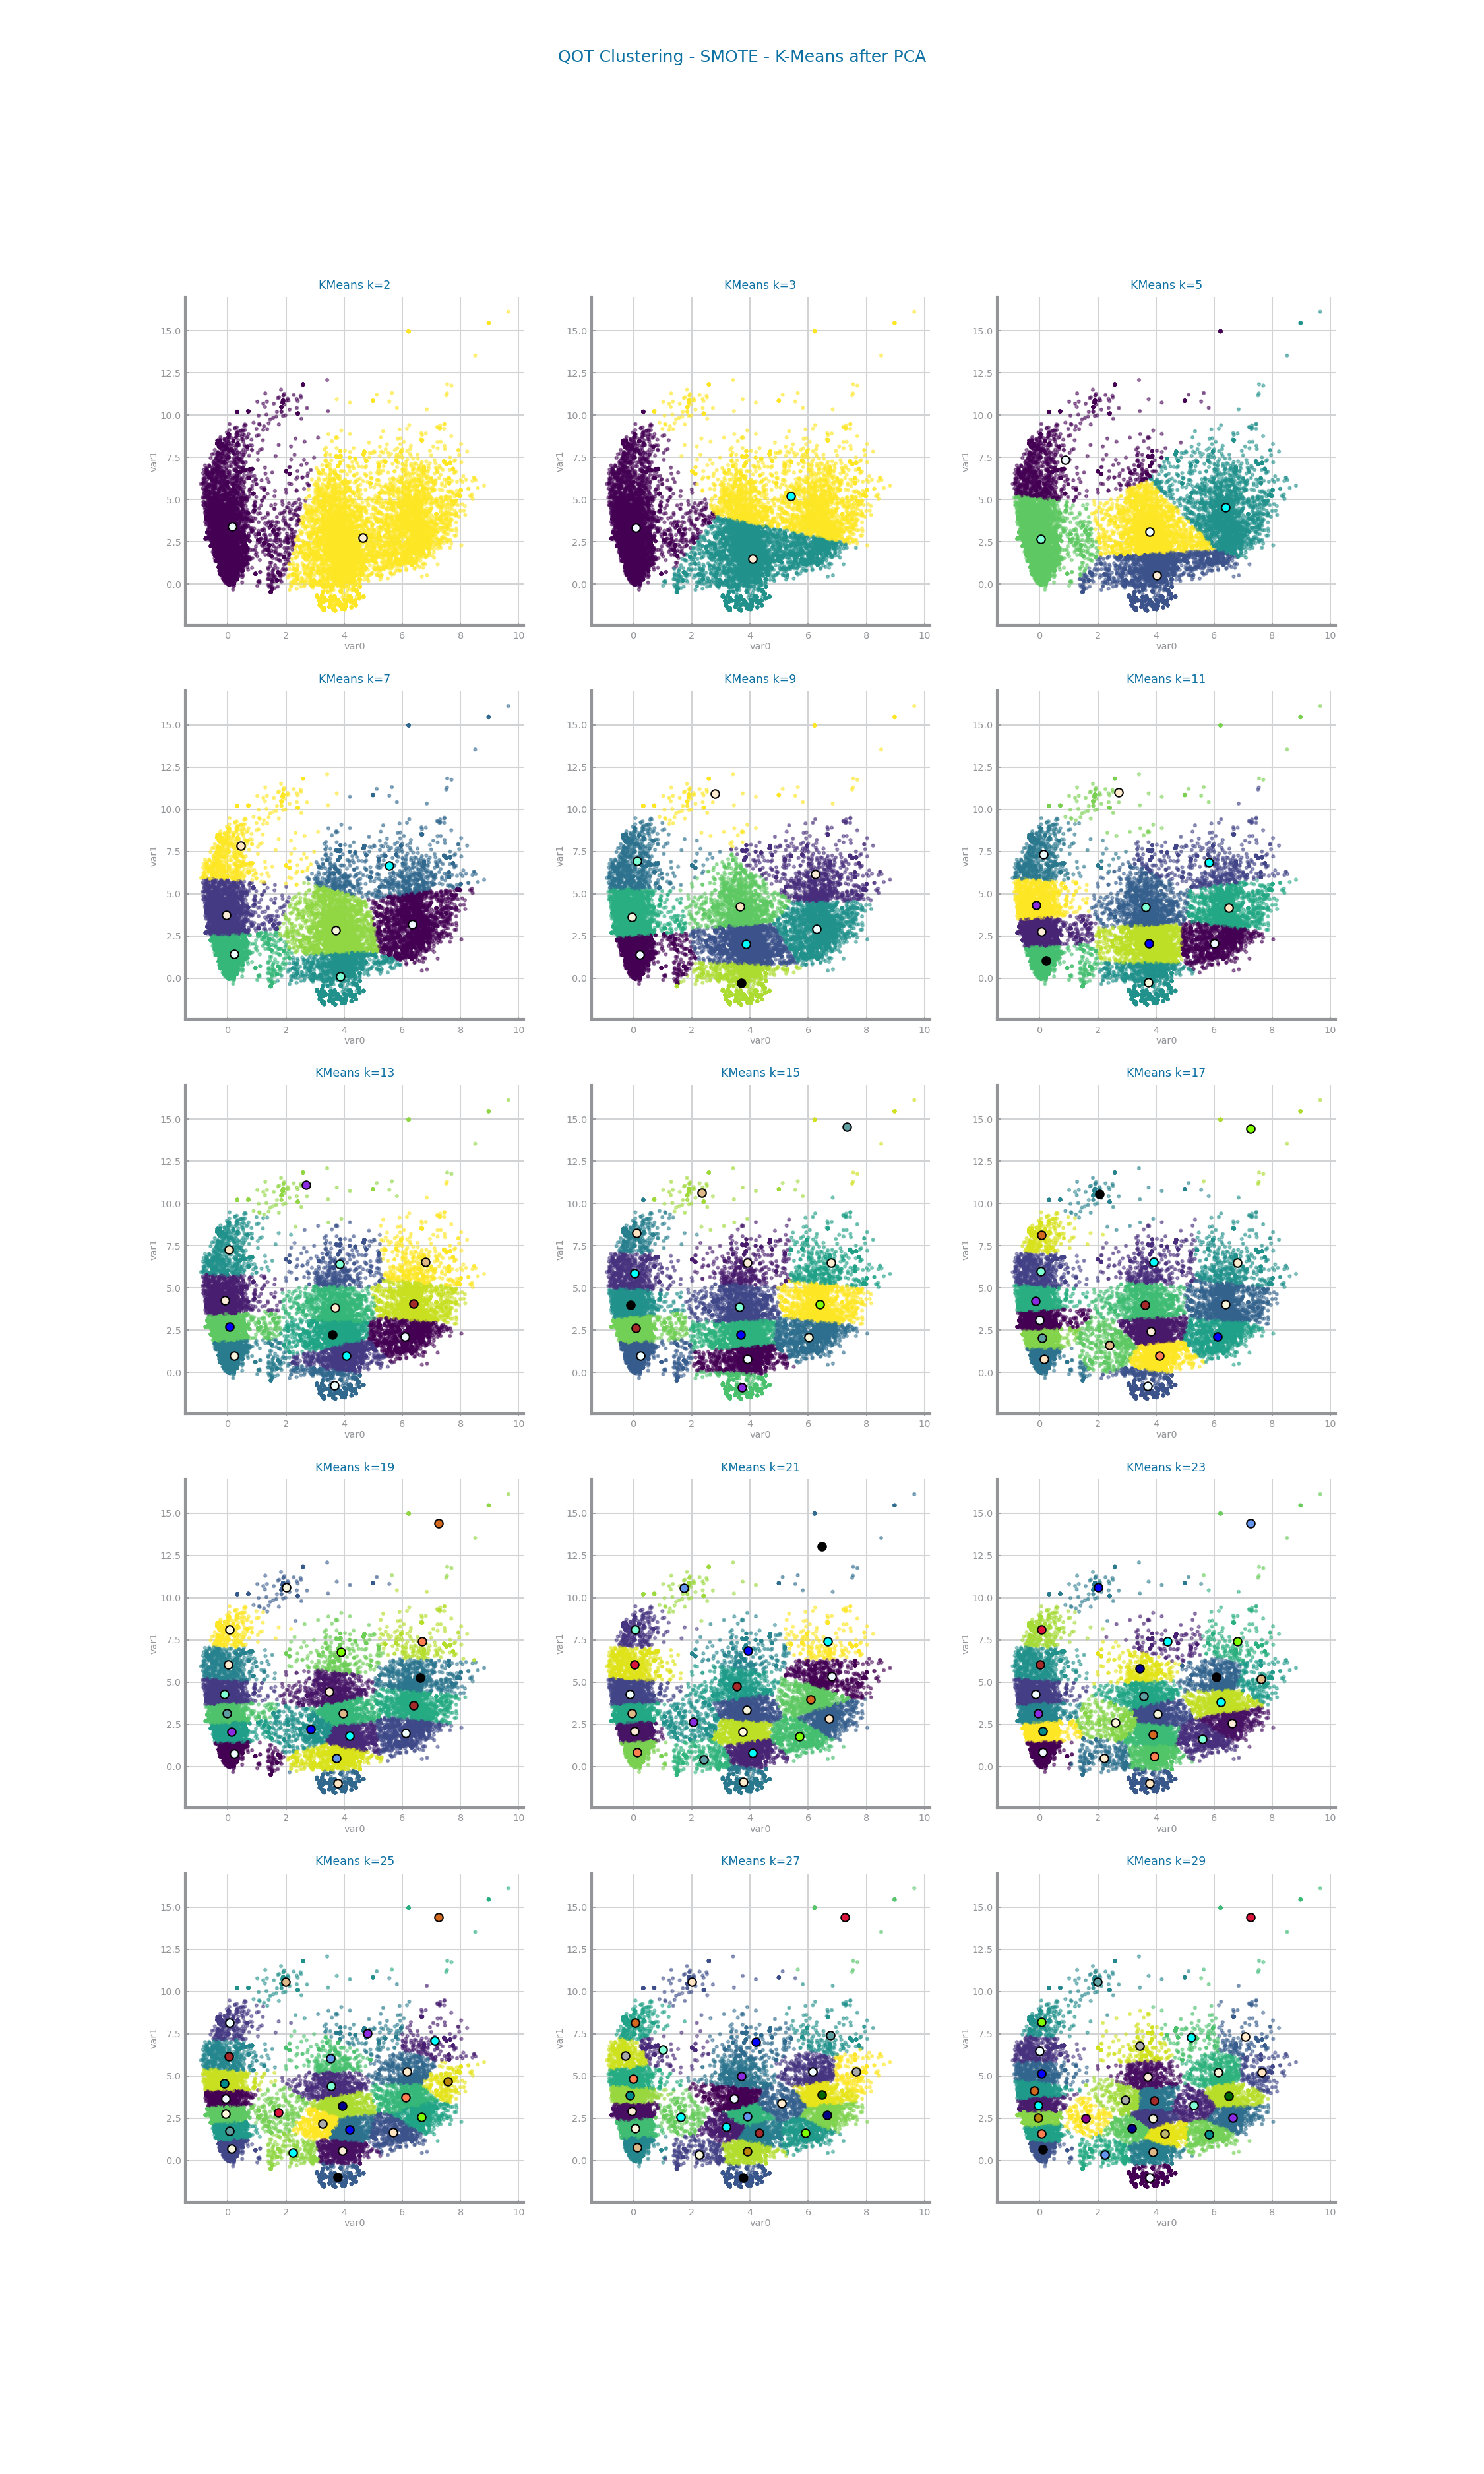 QOT Clustering - SMOTE - K-Means after PCA
KMeans k=2 KMeans k=3 KMeans k=5
15.0 15.0 15.0
12.5 12.5 12.5
10.0 10.0 10.0
7.5 7.5 7.5
var1 var1 var1
5.0 5.0 5.0
2.5 2.5 2.5
0.0 0.0 0.0
0 2 4 6 8 10 0 2 4 6 8 10 0 2 4 6 8 10
var0 var0 var0
KMeans k=7 KMeans k=9 KMeans k=11
15.0 15.0 15.0
12.5 12.5 12.5
10.0 10.0 10.0
7.5 7.5 7.5
var1 var1 var1
5.0 5.0 5.0
2.5 2.5 2.5
0.0 0.0 0.0
0 2 4 6 8 10 0 2 4 6 8 10 0 2 4 6 8 10
var0 var0 var0
KMeans k=13 KMeans k=15 KMeans k=17
15.0 15.0 15.0
12.5 12.5 12.5
10.0 10.0 10.0
7.5 7.5 7.5
var1 var1 var1
5.0 5.0 5.0
2.5 2.5 2.5
0.0 0.0 0.0
0 2 4 6 8 10 0 2 4 6 8 10 0 2 4 6 8 10
var0 var0 var0
KMeans k=19 KMeans k=21 KMeans k=23
15.0 15.0 15.0
12.5 12.5 12.5
10.0 10.0 10.0
7.5 7.5 7.5
var1 var1 var1
5.0 5.0 5.0
2.5 2.5 2.5
0.0 0.0 0.0
0 2 4 6 8 10 0 2 4 6 8 10 0 2 4 6 8 10
var0 var0 var0
KMeans k=25 KMeans k=27 KMeans k=29
15.0 15.0 15.0
12.5 12.5 12.5
10.0 10.0 10.0
7.5 7.5 7.5
var1 var1 var1
5.0 5.0 5.0
2.5 2.5 2.5
0.0 0.0 0.0
0 2 4 6 8 10 0 2 4 6 8 10 0 2 4 6 8 10
var0 var0 var0